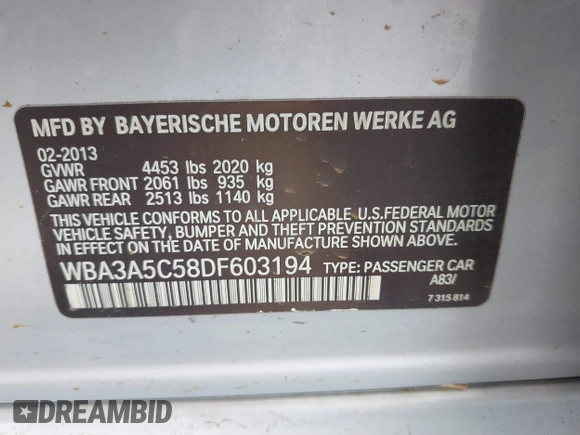 MFD BY BAYERISCHE MOTOREN WERKE AG
02-2013
GVWR 4453 lbs 2020 kg
GAWR FRONT 2061 lbs 935 kg
GAWR REAR 2513 lbs 1140 kg
THIS VEHICLE CONFORMS TO ALL APPLICABLE U.S.FEDERAL MOTOR
VEHICLE SAFETY, BUMPER AND THEFT PREVENTION STANDARDS
IN EFFECT ON THE DATE OF MANUFACTURE SHOWN ABOVE.
WBA3A5C58DF603194 TYPE: PASSENGER CAR
A83/
7 315 814
DREAMBID